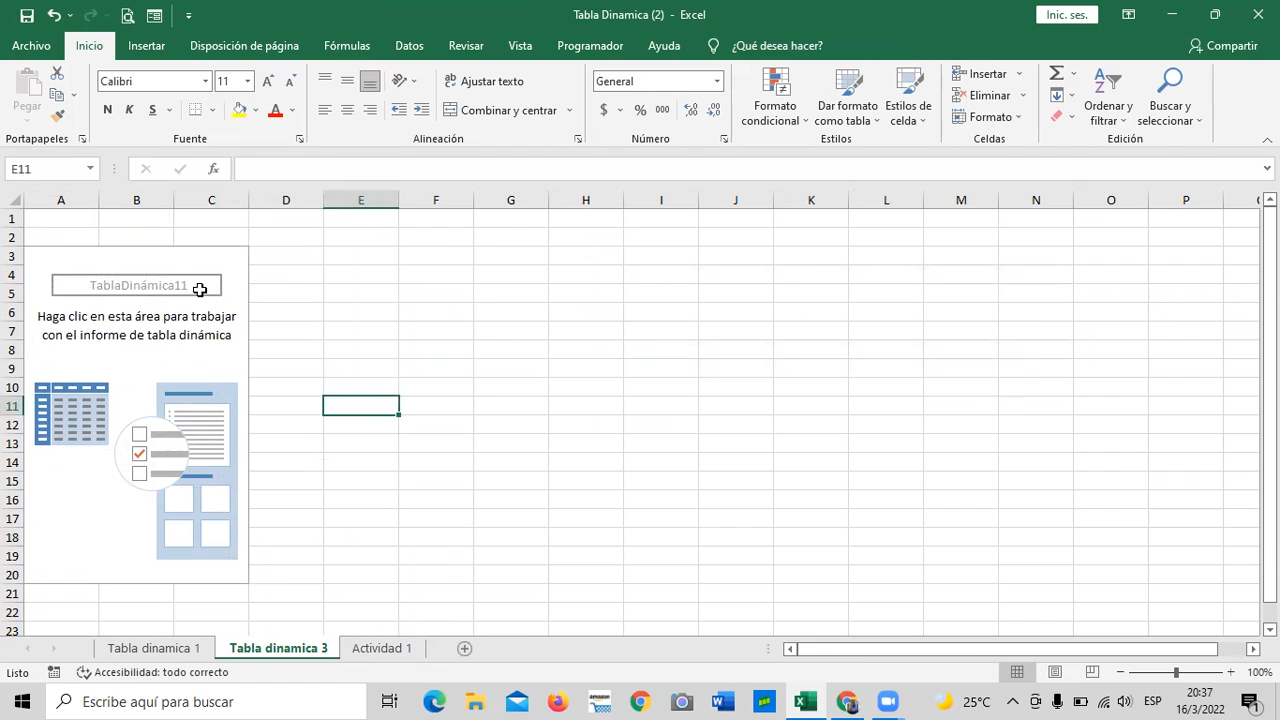 Tabla Dinamica (2) - Excel
Inic. ses.
Archivo Inicio Insertar Disposición de página Fórmulas Datos Revisar Vista Programador Ayuda ¿Qué desea hacer? Compartir
Pegar
Portapapeles
Calibri 11
N K S
Fuente
Ajustar texto
Combinar y centrar
Alineación
General
$ % 000
Número
Formato condicional
Dar formato como tabla
Estilos de celda
Estilos
Insertar
Eliminar
Formato
Celdas
Ordenar y filtrar
Buscar y seleccionar
Edición
E11 fx
A B C D E F G H I J K L M N O P
1
2
3
4
5
6
7
8
9
10
11
12
13
14
15
16
17
18
19
20
21
22
23
TablaDinámica11
Haga clic en esta área para trabajar
con el informe de tabla dinámica
Tabla dinamica 1 Tabla dinamica 3 Actividad 1
Listo Accesibilidad: todo correcto 100%
Escribe aquí para buscar
25°C ESP
20:37
16/3/2022